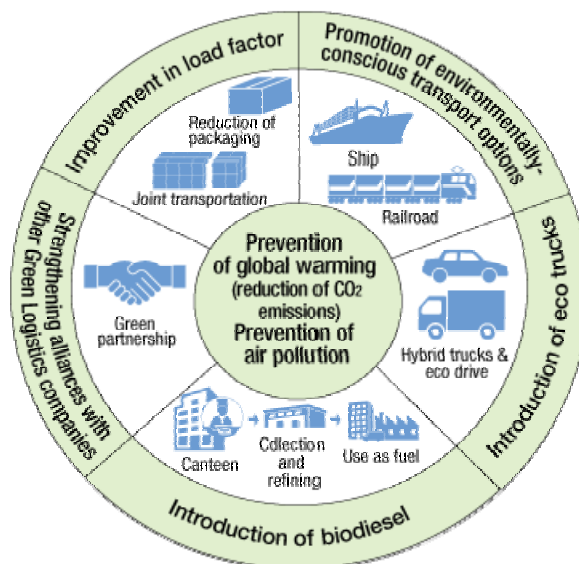 Improvement in load factor
Promotion of environmentally-
conscious transport options
Reduction of
packaging
Joint transportation
Ship
Railroad
Strengthening alliances with
other Green Logistics companies
Green
partnership
Prevention
of global warming
(reduction of CO2
emissions)
Prevention of
air pollution
Hybrid trucks &
eco drive
Introduction of eco trucks
Canteen
Collection
and
refining
Use as fuel
Introduction of biodiesel